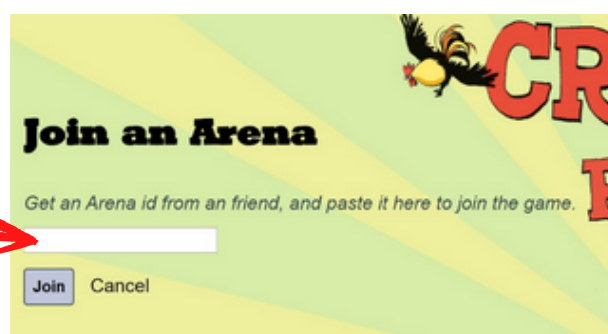 CR
Join an Arena
Get an Arena id from an friend, and paste it here to join the game.
Join Cancel